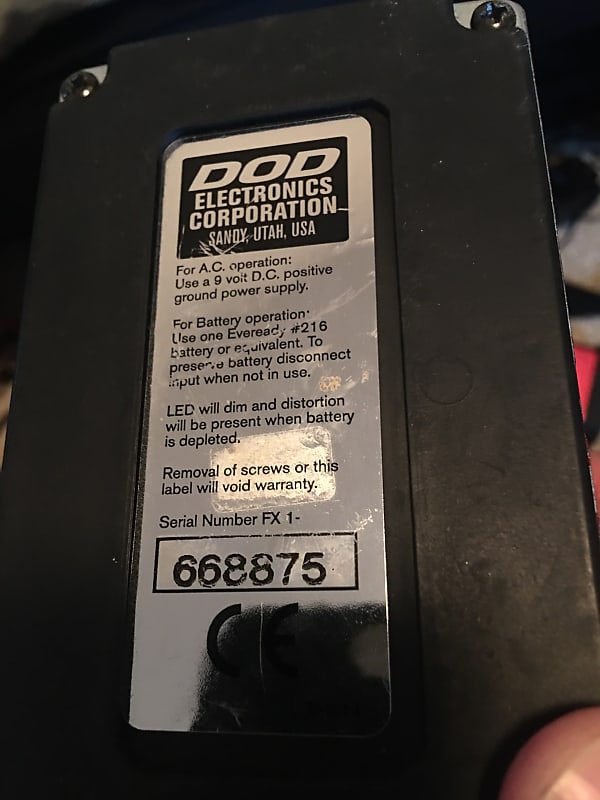 DOD
ELECTRONICS
CORPORATION
SANDY, UTAH, USA
For A.C. operation:
Use a 9 volt D.C. positive
ground power supply.
For Battery operation:
Use one Eveready #216
battery or equivalent. To
preserve battery disconnect
input when not in use.
LED will dim and distortion
will be present when battery
is depleted.
Removal of screws or this
label will void warranty.
Serial Number FX 1-
668875
CE